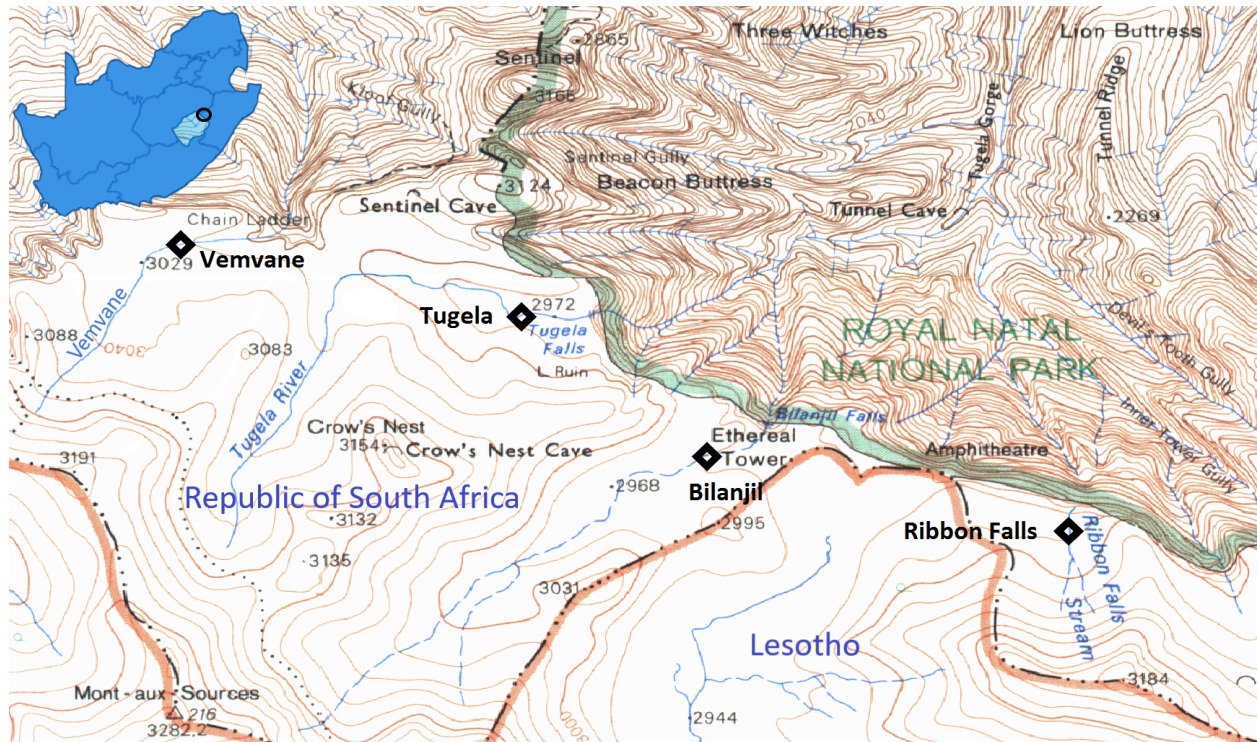 Three Witches
Lion Buttress
2865
Sentinel
Kloof Gully
3165
2040
Tugela Gorge
Tunnel Ridge
Sentinel Gully
3124
Beacon Buttress
Sentinel Cave
Tunnel Cave
2269
Chain Ladder
3029
Vemvane
Vemvane
Tugela
2972
Tugela
Falls
Ruin
3088
3040
3083
Tugela River
ROYAL NATAL
NATIONAL PARK
Devil's Tooth Gully
Inner Tower Gully
Bilanjil Falls
Crow's Nest
3154
Crow's Nest Cave
Ethereal
Tower
Amphitheatre
3191
Republic of South Africa
2968
Bilanjil
2995
3132
3135
Ribbon Falls
Ribbon Falls
Stream
3031
Lesotho
Mont-aux-Sources
216
3282.2
3000
2944
3184